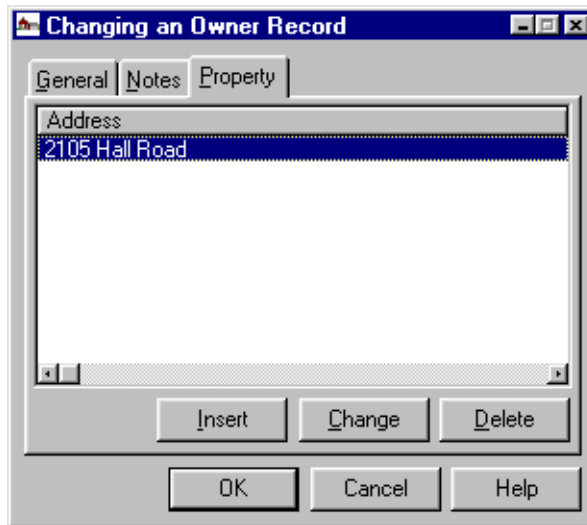 Changing an Owner Record
General Notes Property
Address
2105 Hall Road
Insert Change Delete
OK Cancel Help